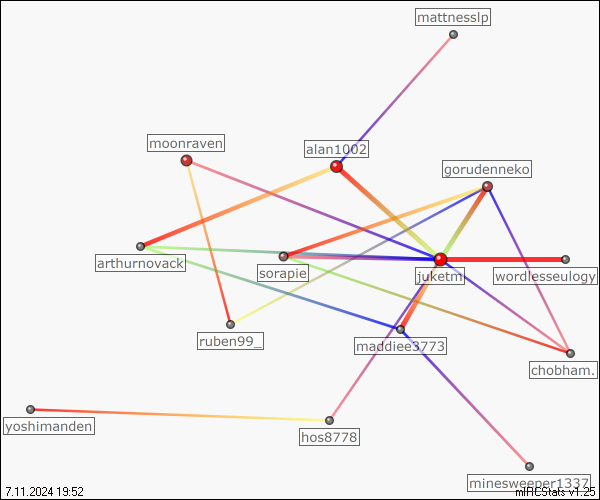 mattnesslp
moonraven
alan1002
gorudenneko
arthurnovack
sorapie
juketm
wordlesseulogy
ruben99_
maddiee3773
chobham.
yoshimanden
hos8778
minesweeper1337
7.11.2024 19:52
mIRCStats v1.25